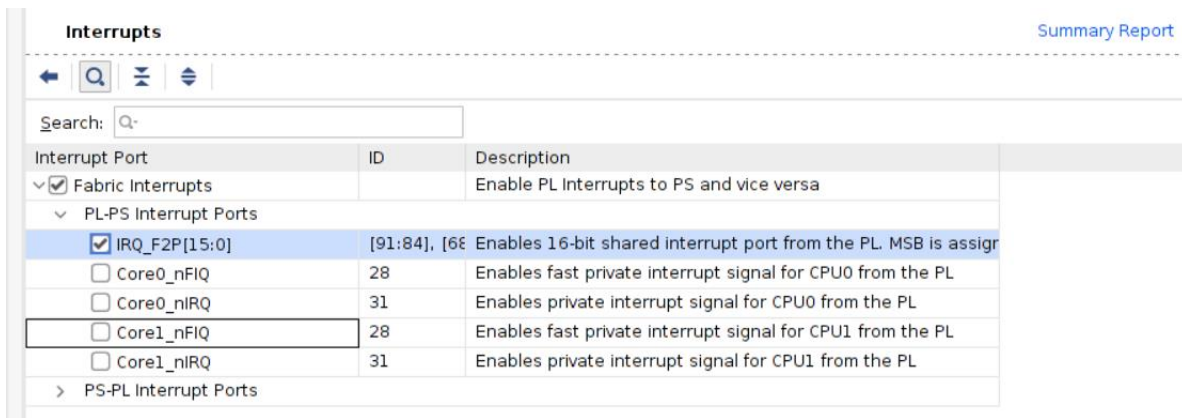 Interrupts
Summary Report
Search:
Interrupt Port ID Description
Fabric Interrupts Enable PL Interrupts to PS and vice versa
PL-PS Interrupt Ports
IRQ_F2P[15:0] [91:84], [68 Enables 16-bit shared interrupt port from the PL. MSB is assign
Core0_nFIQ 28 Enables fast private interrupt signal for CPU0 from the PL
Core0_nIRQ 31 Enables private interrupt signal for CPU0 from the PL
Core1_nFIQ 28 Enables fast private interrupt signal for CPU1 from the PL
Core1_nIRQ 31 Enables private interrupt signal for CPU1 from the PL
PS-PL Interrupt Ports